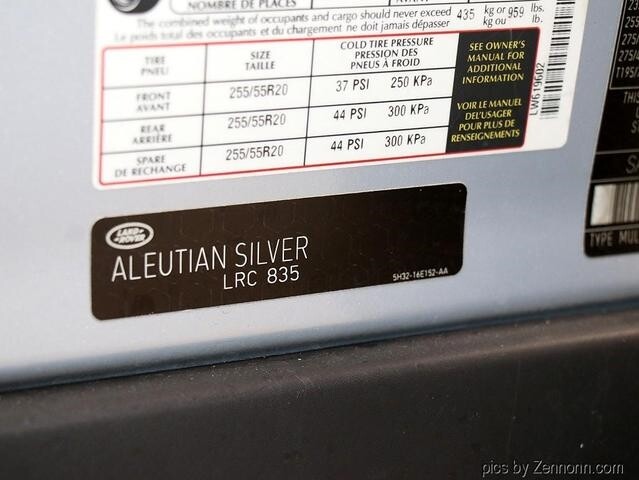 NOMBRE DE PLACES
The combined weight of occupants and cargo should never exceed 435 kg or 959 lbs.
Le poids total des occupants et du chargement ne doit jamais dépasser kg ou lb.
TIRE PNEU
SIZE TAILLE
COLD TIRE PRESSURE
PRESSION DES
PNEUS À FROID
SEE OWNER'S
MANUAL FOR
ADDITIONAL
INFORMATION
FRONT AVANT
255/55R20
37 PSI 250 KPa
REAR ARRIÈRE
255/55R20
44 PSI 300 KPa
SPARE DE RECHANGE
255/55R20
44 PSI 300 KPa
VOIR LE MANUEL
DEL'USAGER
POUR PLUS DE
RENSEIGNEMENTS
LW619602
LAND-
ROVER
ALEUTIAN SILVER
LRC 835
5H32-16E152-AA
TYPE MUL
pics by Zennonn.com